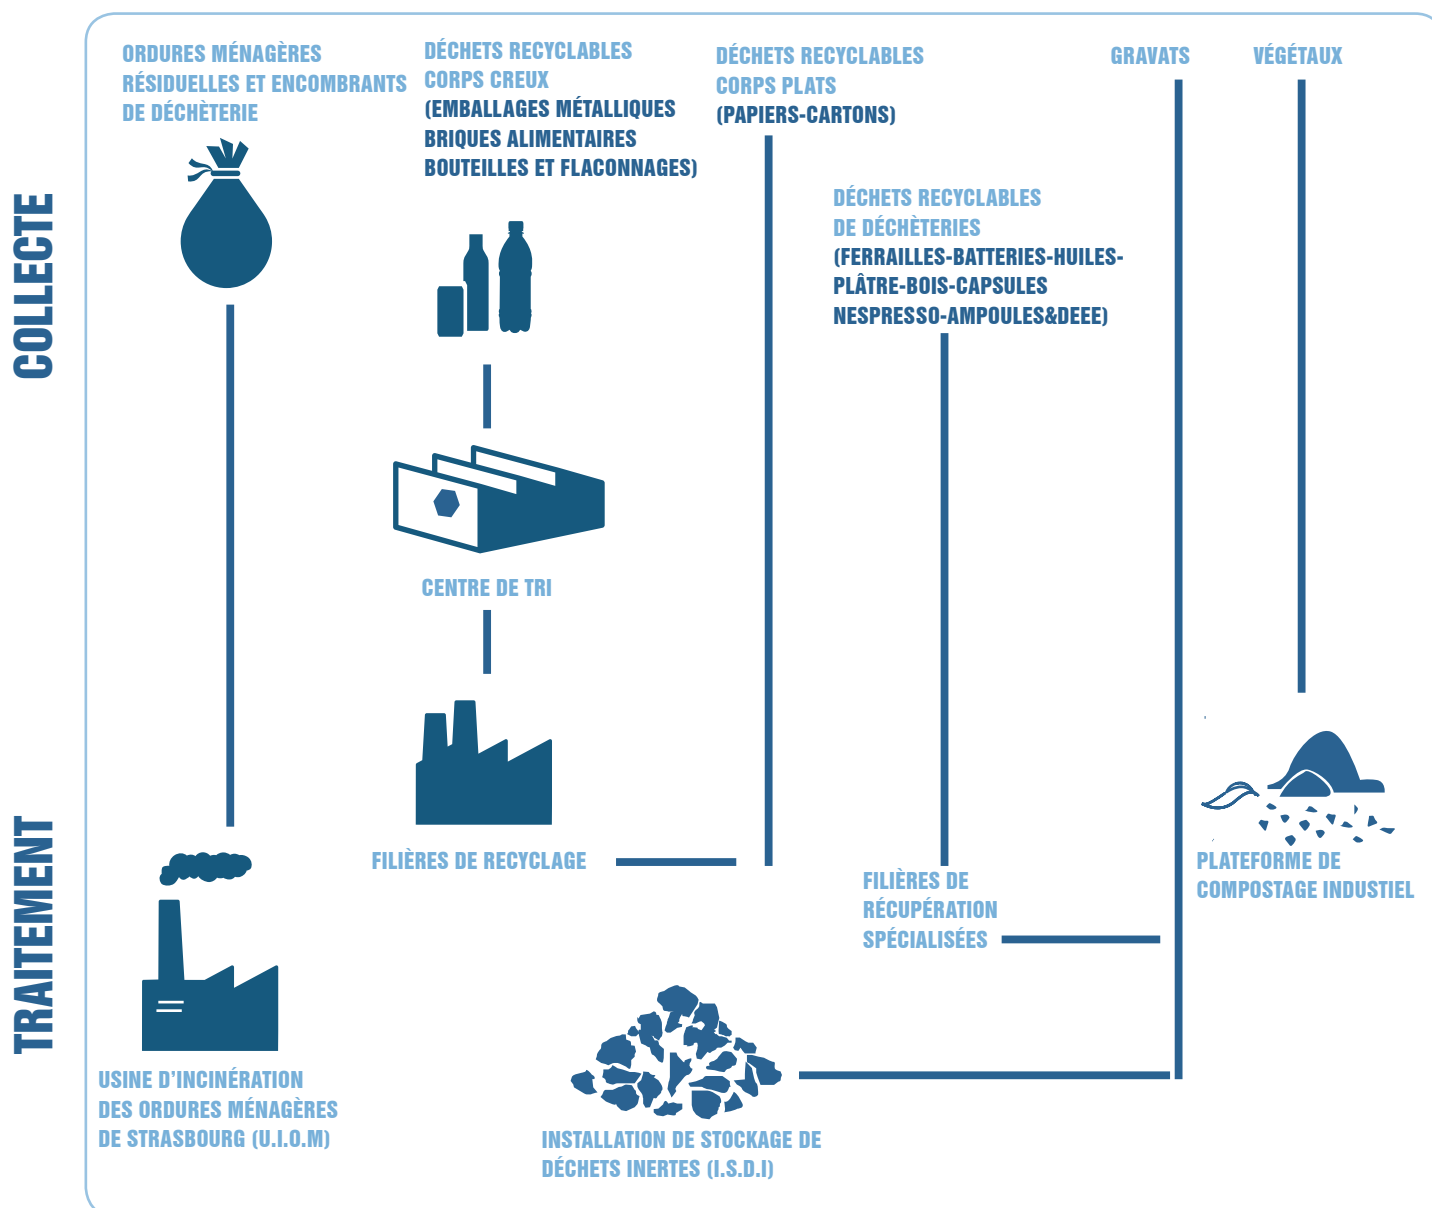 COLLECTE
TRAITEMENT
ORDURES MÉNAGÈRES
RÉSIDUELLES ET ENCOMBRANTS
DE DÉCHÈTERIE
DÉCHETS RECYCLABLES
CORPS CREUX
(EMBALLAGES MÉTALLIQUES
BRIQUES ALIMENTAIRES
BOUTEILLES ET FLACONNAGES)
DÉCHETS RECYCLABLES
CORPS PLATS
(PAPIERS-CARTONS)
GRAVATS
VÉGÉTAUX
DÉCHETS RECYCLABLES
DE DÉCHÈTERIES
(FERRAILLES-BATTERIES-HUILES-
PLÂTRE-BOIS-CAPSULES
NESPRESSO-AMPOULES&DEEE)
CENTRE DE TRI
FILIÈRES DE RECYCLAGE
FILIÈRES DE
RÉCUPÉRATION
SPÉCIALISÉES
PLATEFORME DE
COMPOSTAGE INDUSTIEL
USINE D'INCINÉRATION
DES ORDURES MÉNAGÈRES
DE STRASBOURG (U.I.O.M)
INSTALLATION DE STOCKAGE DE
DÉCHETS INERTES (I.S.D.I)